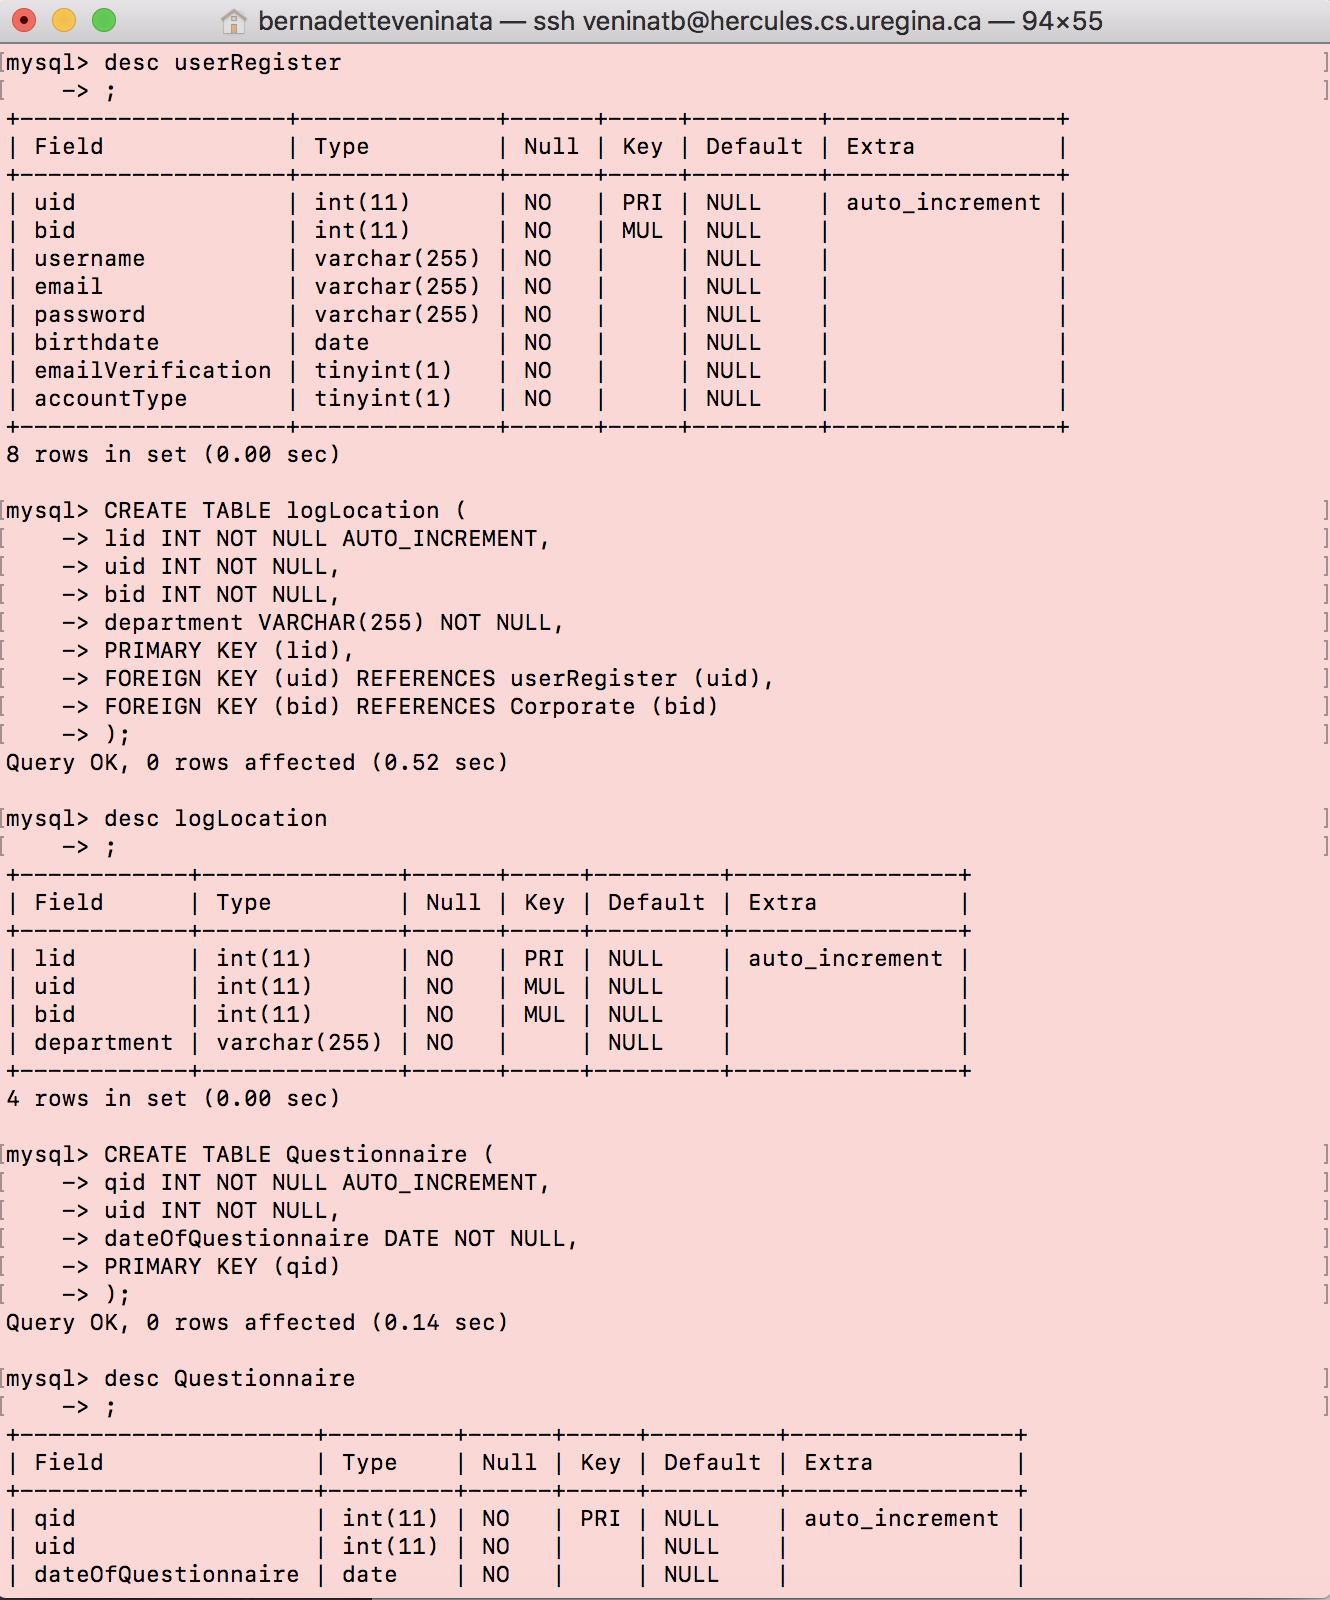 bernadetteveninata — ssh veninatb@hercules.cs.uregina.ca — 94×55
[mysql> desc userRegister ]
[    -> ; ]
+-------------------+--------------+------+-----+---------+----------------+
| Field             | Type         | Null | Key | Default | Extra          |
+-------------------+--------------+------+-----+---------+----------------+
| uid               | int(11)      | NO   | PRI | NULL    | auto_increment |
| bid               | int(11)      | NO   | MUL | NULL    |                |
| username          | varchar(255) | NO   |     | NULL    |                |
| email             | varchar(255) | NO   |     | NULL    |                |
| password          | varchar(255) | NO   |     | NULL    |                |
| birthdate         | date         | NO   |     | NULL    |                |
| emailVerification | tinyint(1)   | NO   |     | NULL    |                |
| accountType       | tinyint(1)   | NO   |     | NULL    |                |
+-------------------+--------------+------+-----+---------+----------------+
8 rows in set (0.00 sec)

[mysql> CREATE TABLE logLocation ( ]
[    -> lid INT NOT NULL AUTO_INCREMENT, ]
[    -> uid INT NOT NULL, ]
[    -> bid INT NOT NULL, ]
[    -> department VARCHAR(255) NOT NULL, ]
[    -> PRIMARY KEY (lid), ]
[    -> FOREIGN KEY (uid) REFERENCES userRegister (uid), ]
[    -> FOREIGN KEY (bid) REFERENCES Corporate (bid) ]
[    -> ); ]
Query OK, 0 rows affected (0.52 sec)

[mysql> desc logLocation ]
[    -> ; ]
+------------+--------------+------+-----+---------+----------------+
| Field      | Type         | Null | Key | Default | Extra          |
+------------+--------------+------+-----+---------+----------------+
| lid        | int(11)      | NO   | PRI | NULL    | auto_increment |
| uid        | int(11)      | NO   | MUL | NULL    |                |
| bid        | int(11)      | NO   | MUL | NULL    |                |
| department | varchar(255) | NO   |     | NULL    |                |
+------------+--------------+------+-----+---------+----------------+
4 rows in set (0.00 sec)

[mysql> CREATE TABLE Questionnaire ( ]
[    -> qid INT NOT NULL AUTO_INCREMENT, ]
[    -> uid INT NOT NULL, ]
[    -> dateOfQuestionnaire DATE NOT NULL, ]
[    -> PRIMARY KEY (qid) ]
[    -> ); ]
Query OK, 0 rows affected (0.14 sec)

[mysql> desc Questionnaire ]
[    -> ; ]
+---------------------+---------+------+-----+---------+----------------+
| Field               | Type    | Null | Key | Default | Extra          |
+---------------------+---------+------+-----+---------+----------------+
| qid                 | int(11) | NO   | PRI | NULL    | auto_increment |
| uid                 | int(11) | NO   |     | NULL    |                |
| dateOfQuestionnaire | date    | NO   |     | NULL    |                |